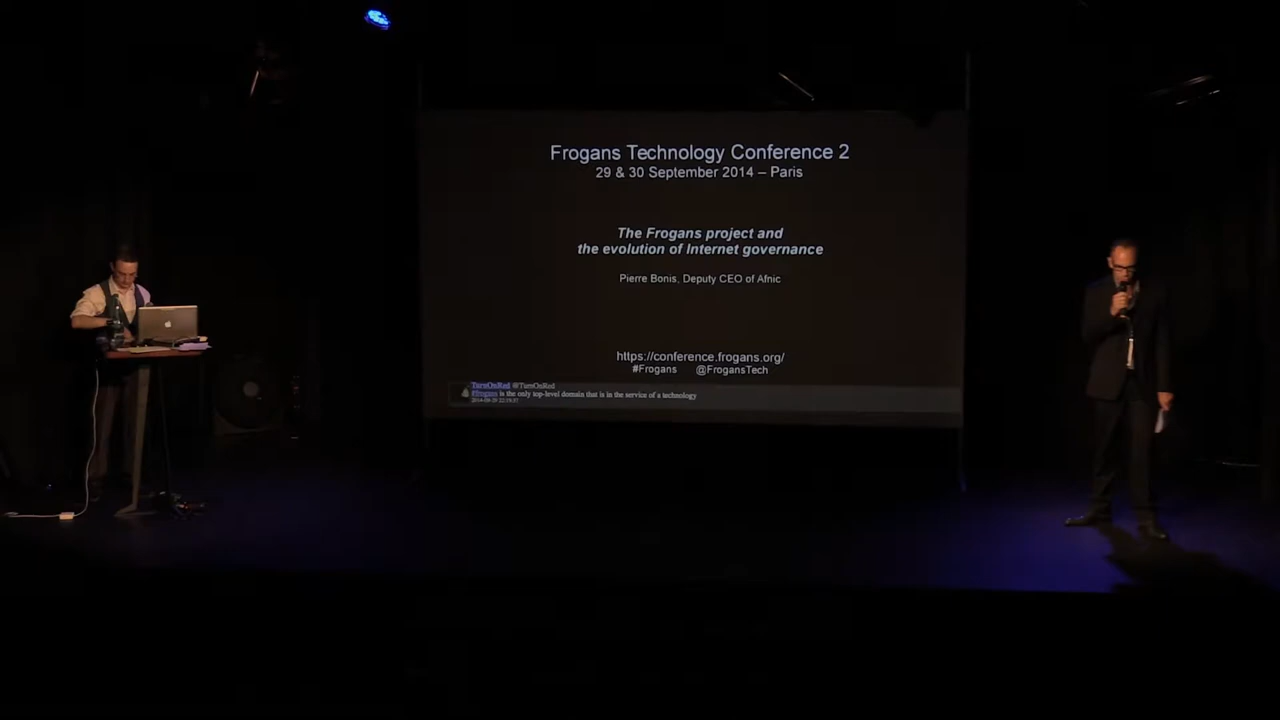 Frogans Technology Conference 2
29 & 30 September 2014 – Paris
The Frogans project and
the evolution of Internet governance
Pierre Bonis, Deputy CEO of Afnic
https://conference.frogans.org/
#Frogans @FrogansTech
TurnOnRed @TurnOnRed
#frogans is the only top-level domain that is in the service of a technology